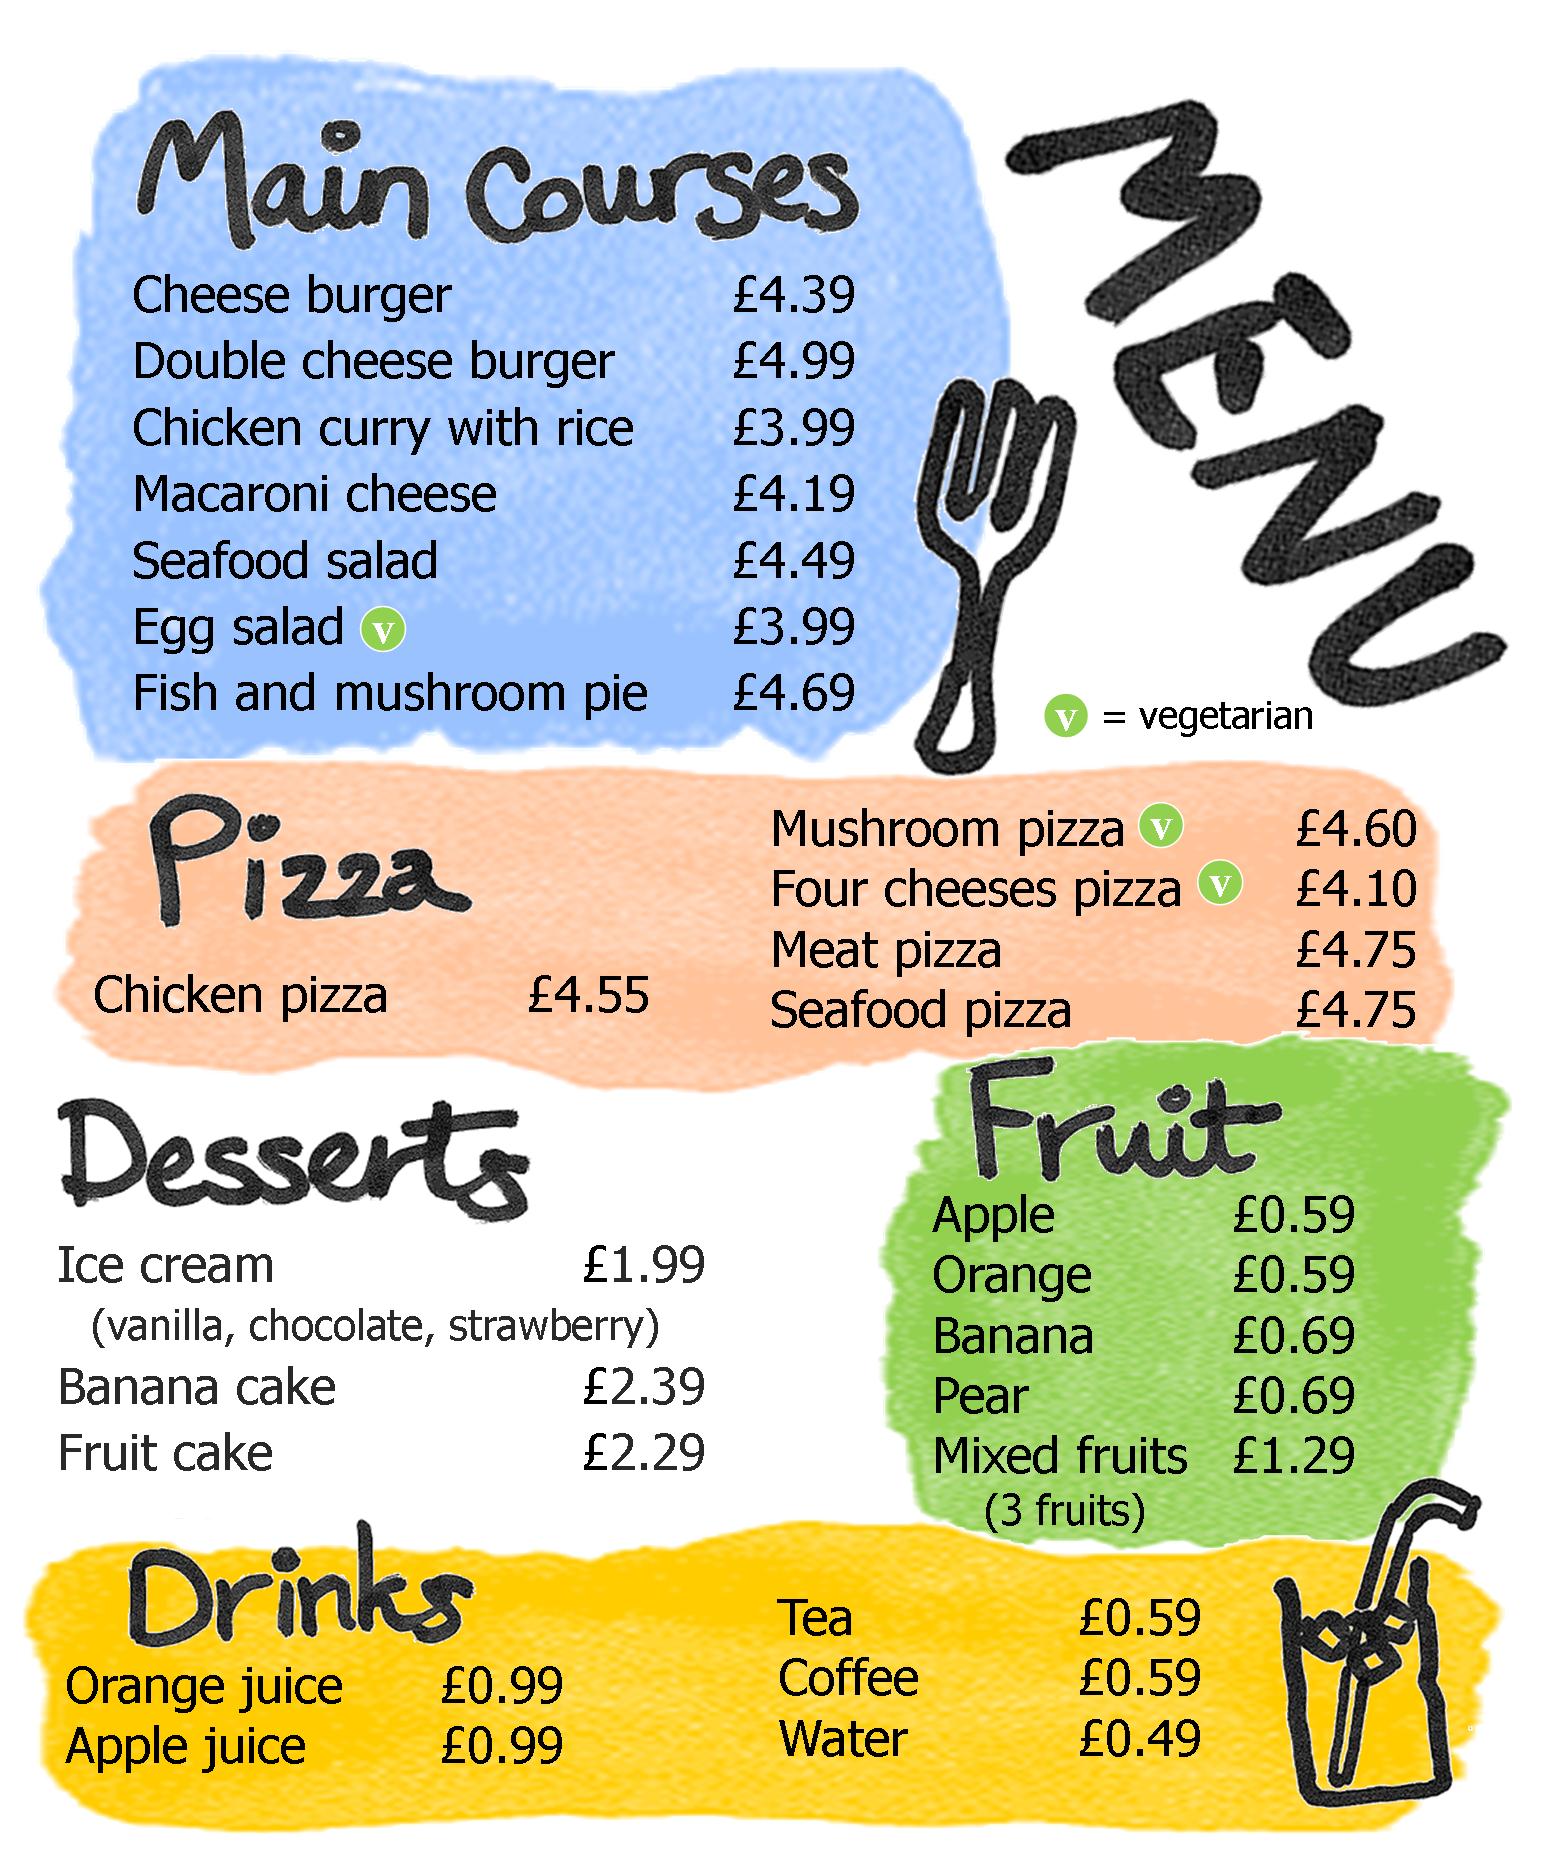 Main Courses
MENU
Cheese burger £4.39
Double cheese burger £4.99
Chicken curry with rice £3.99
Macaroni cheese £4.19
Seafood salad £4.49
Egg salad v £3.99
Fish and mushroom pie £4.69
v = vegetarian
Pizza
Chicken pizza £4.55
Mushroom pizza v £4.60
Four cheeses pizza v £4.10
Meat pizza £4.75
Seafood pizza £4.75
Desserts
Ice cream £1.99
(vanilla, chocolate, strawberry)
Banana cake £2.39
Fruit cake £2.29
Fruit
Apple £0.59
Orange £0.59
Banana £0.69
Pear £0.69
Mixed fruits £1.29
(3 fruits)
Drinks
Orange juice £0.99
Apple juice £0.99
Tea £0.59
Coffee £0.59
Water £0.49